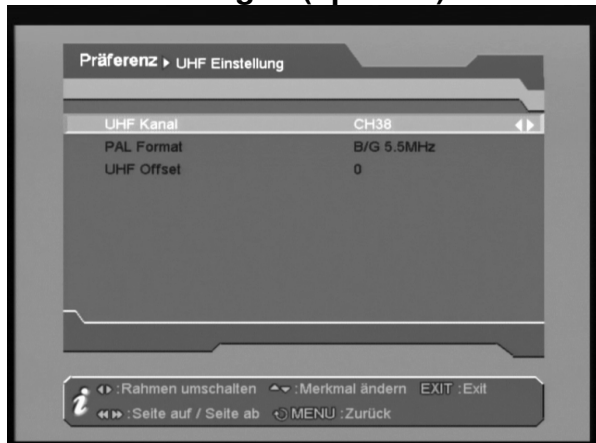 Präferenz ▸ UHF Einstellung
UHF Kanal CH38
PAL Format B/G 5.5MHz
UHF Offset 0
:Rahmen umschalten :Merkmal ändern EXIT :Exit
:Seite auf / Seite ab MENU :Zurück